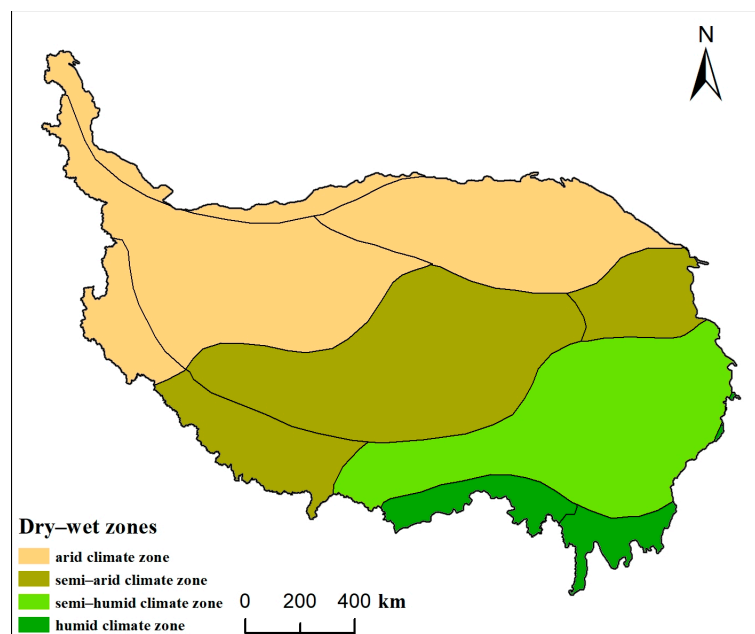 N
Dry–wet zones
arid climate zone
semi–arid climate zone
semi–humid climate zone
humid climate zone
0 200 400 km